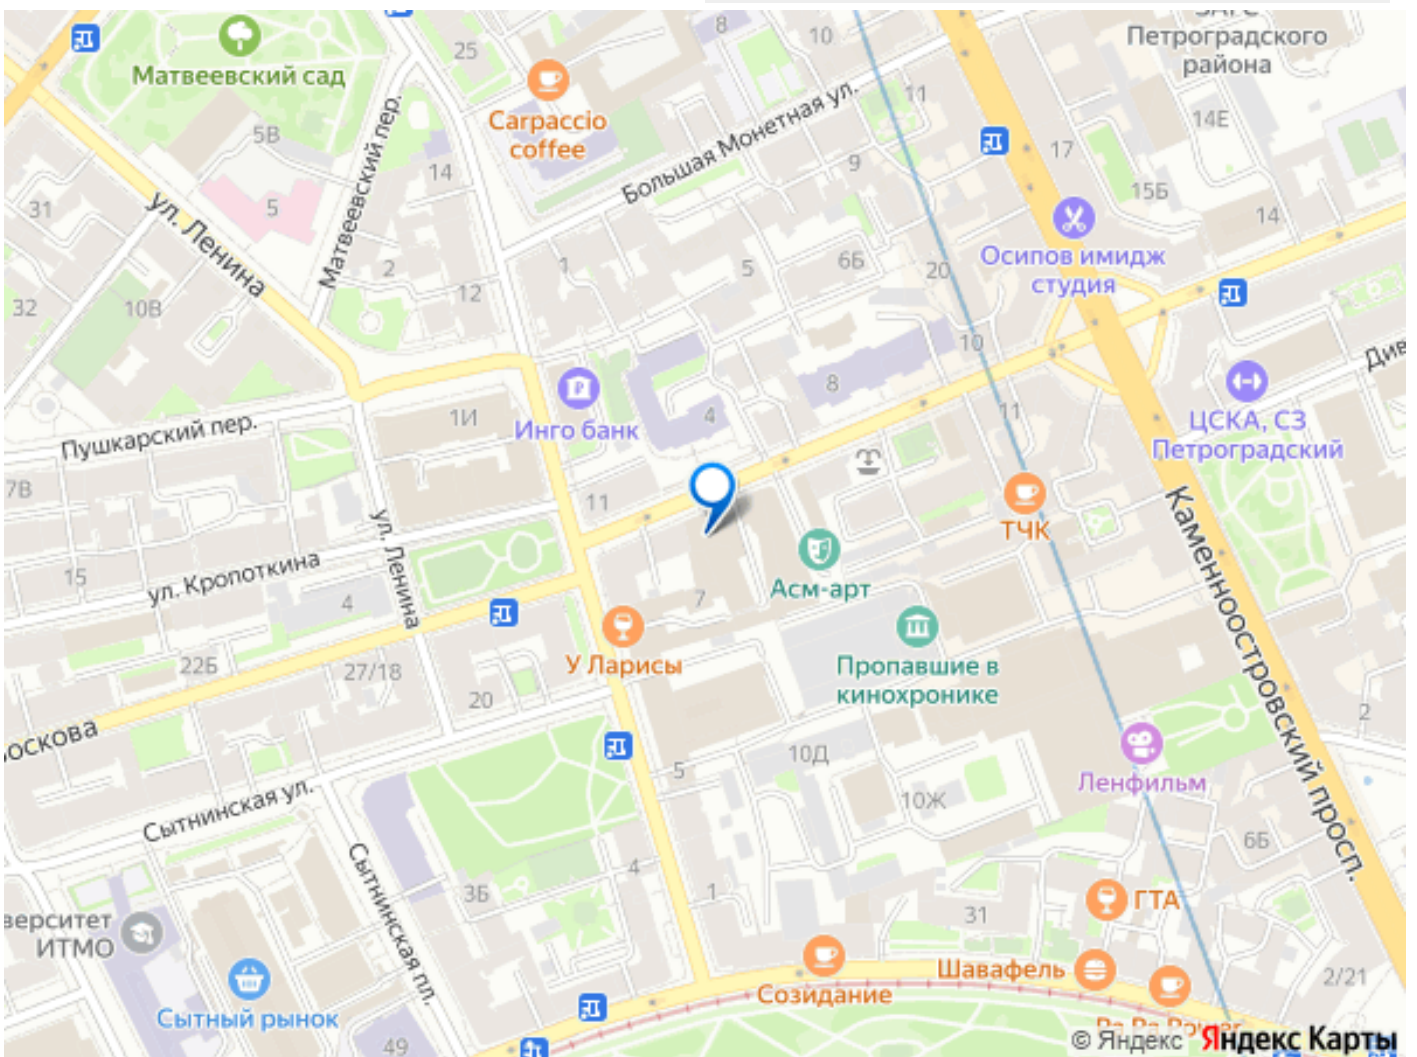 Петроградского
района
Матвеевский сад
25
8
10
Carpaccio
coffee
11
14Е
5В
Матвеевский пер.
14
Большая Монетная ул.
9
17
15Б
31
5
ул. Ленина
14
Осипов имидж
студия
2
1
5
6Б
20
32
10В
12
10
Див
1И
Инго банк
4
8
11
ЦСКА, СЗ
Петроградский
Пушкарский пер.
7В
11
ТЧК
ул. Ленина
Каменноостровский просп.
15
ул. Кропоткина
4
7
Асм-арт
22Б
27/18
У Ларисы
Пропавшие в
кинохронике
20
2
оскова
5
10Д
Ленфильм
Сытнинская ул.
10Ж
6Б
4
Сытнинская пл.
3Б
1
31
ГТА
верситет
ИТМО
Шавафель
2/21
Созидание
Сытный рынок
49
© Яндекс Яндекс Карты